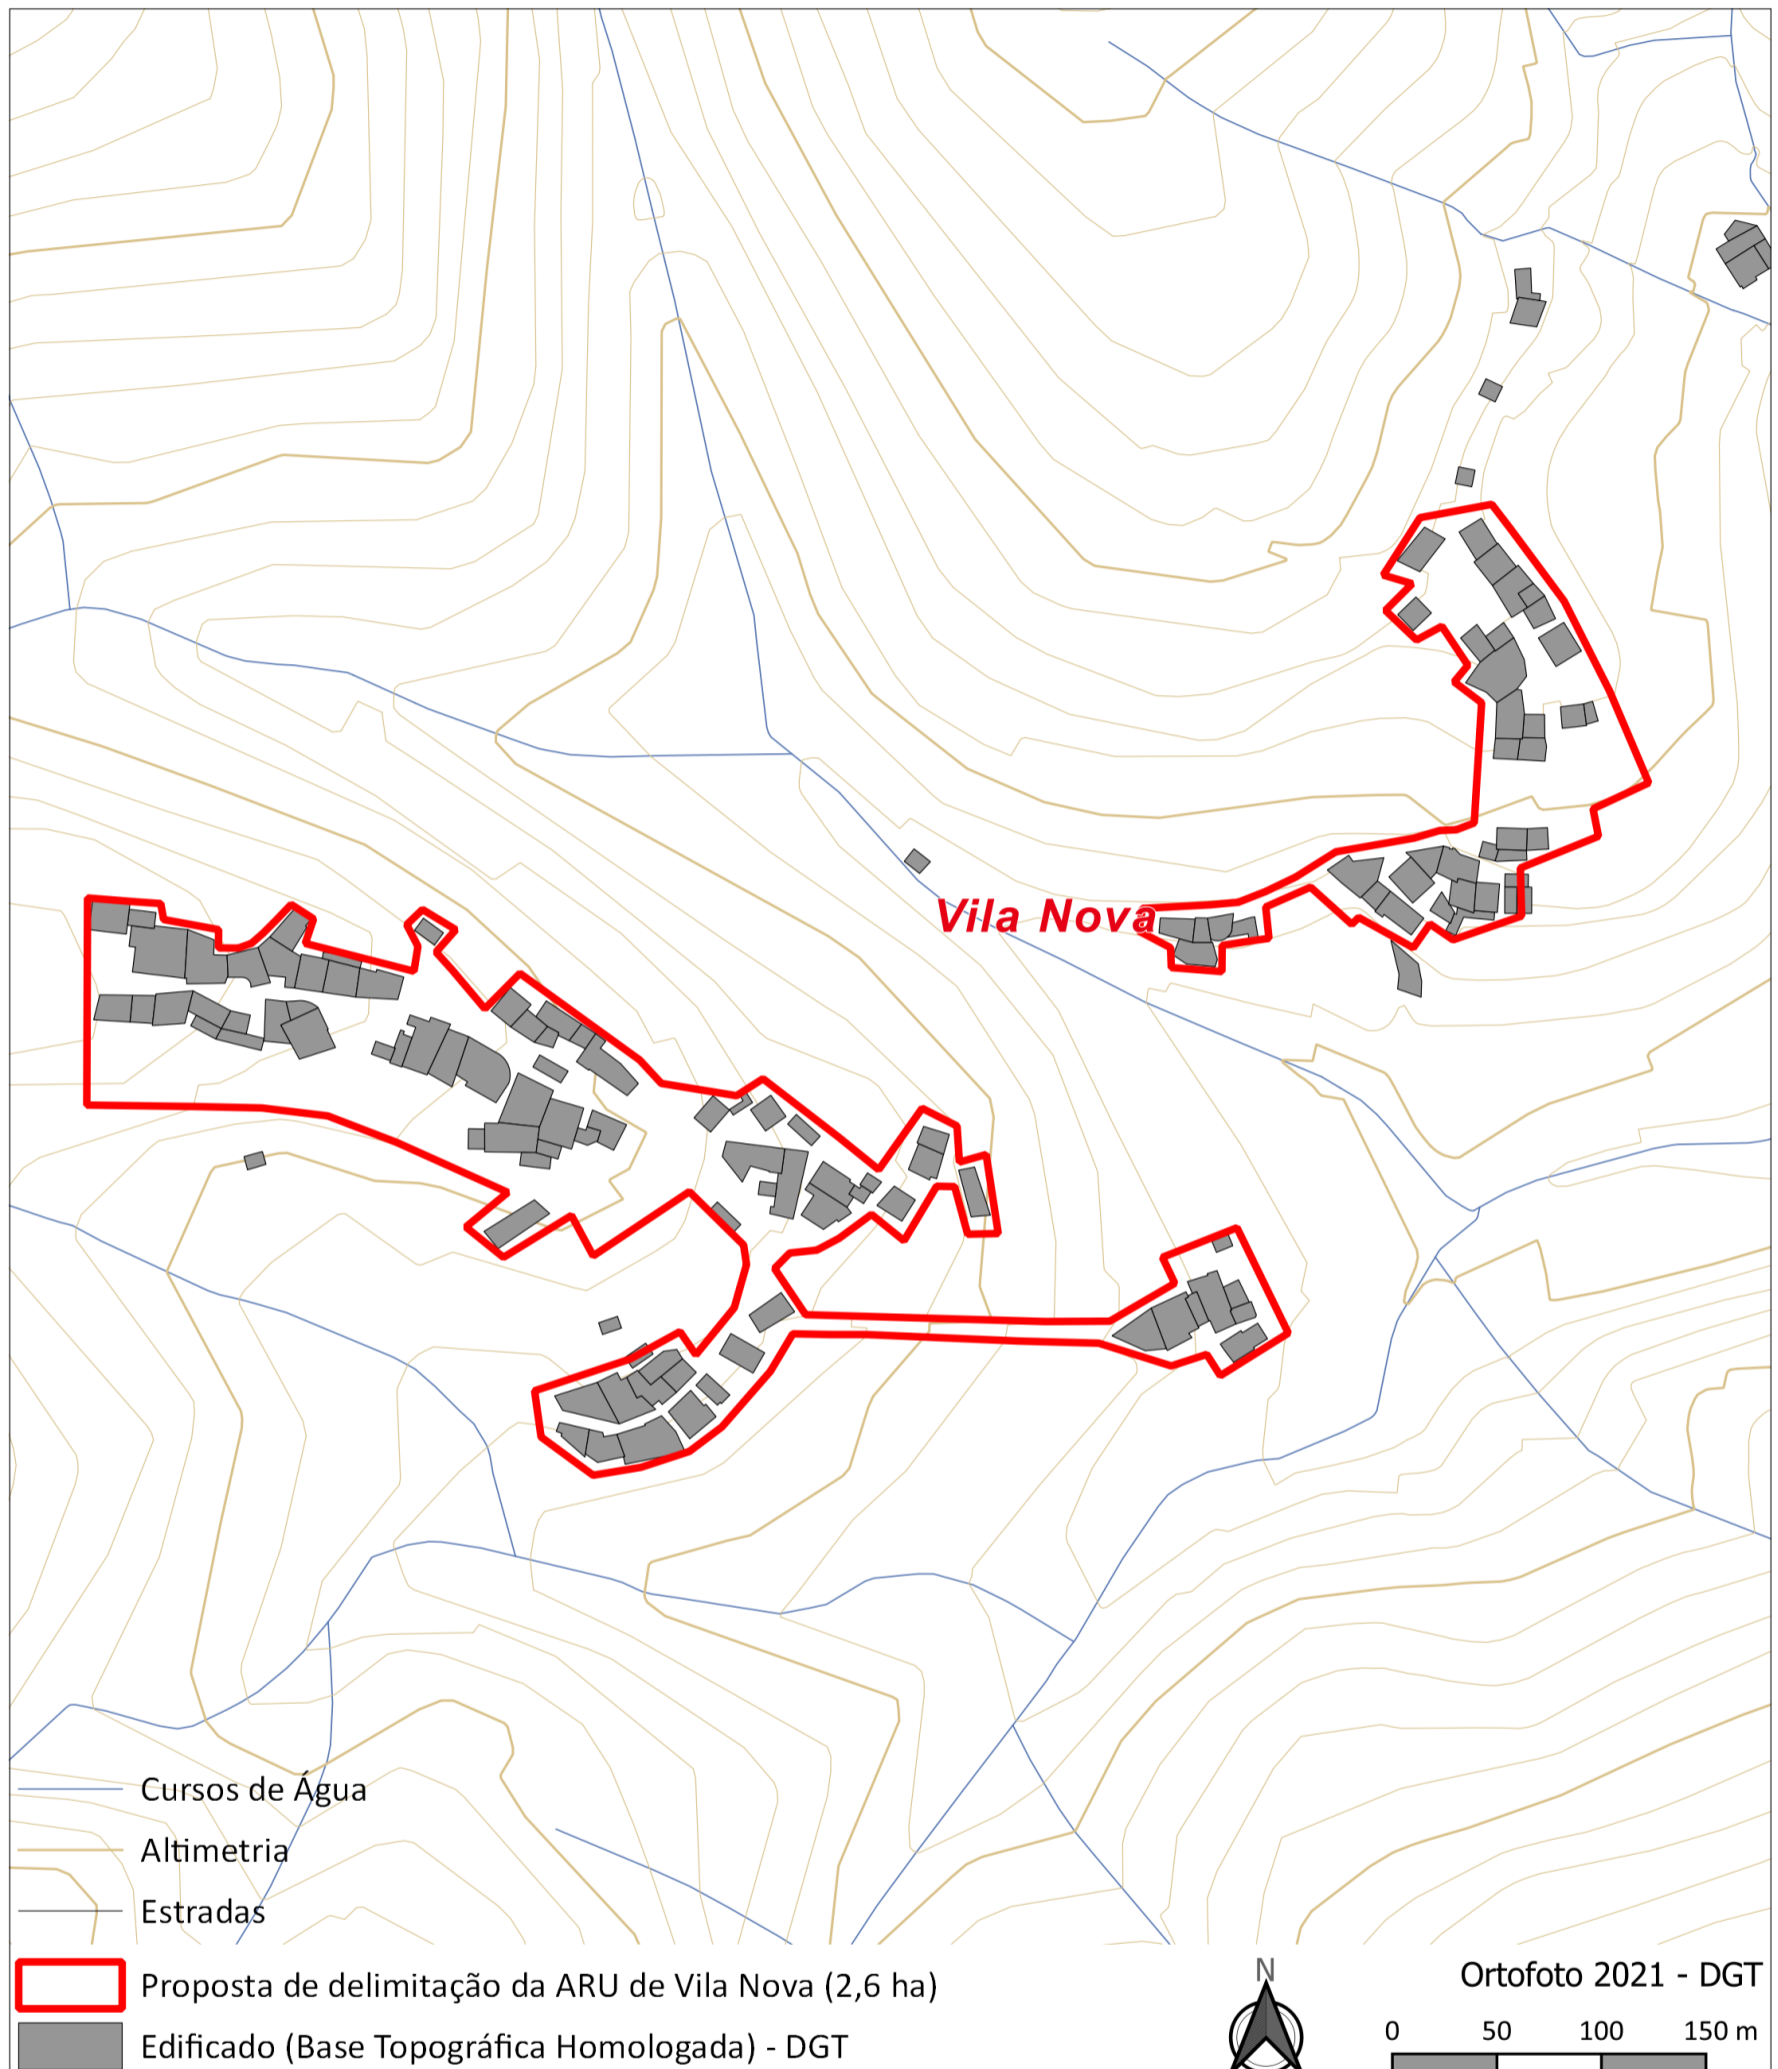 Vila Nova
Cursos de Água
Altimetria
Estradas
Proposta de delimitação da ARU de Vila Nova (2,6 ha)
Edificado (Base Topográfica Homologada) - DGT
N
Ortofoto 2021 - DGT
0 50 100 150 m